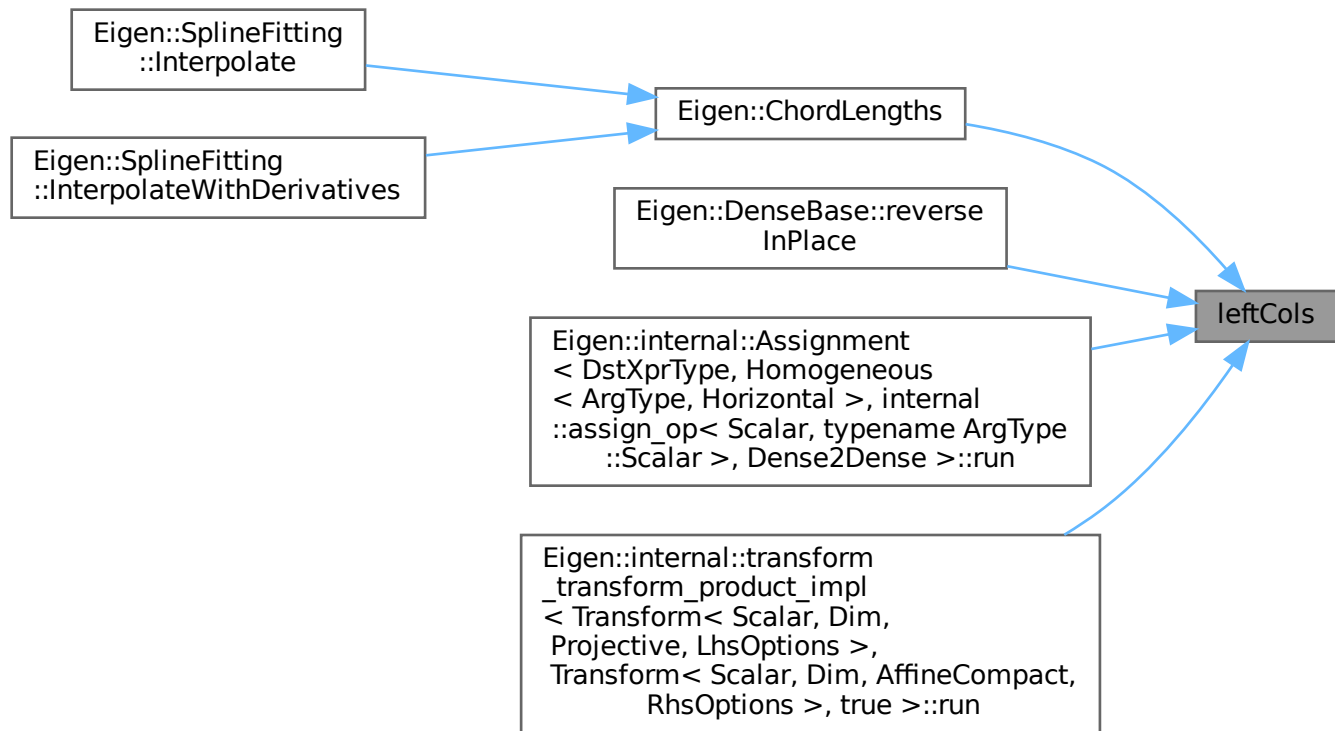 Eigen::SplineFitting
::Interpolate
Eigen::ChordLengths
Eigen::SplineFitting
::InterpolateWithDerivatives
Eigen::DenseBase::reverse
InPlace
leftCols
Eigen::internal::Assignment
< DstXprType, Homogeneous
< ArgType, Horizontal >, internal
::assign_op< Scalar, typename ArgType
::Scalar >, Dense2Dense >::run
Eigen::internal::transform
_transform_product_impl
< Transform< Scalar, Dim,
Projective, LhsOptions >,
Transform< Scalar, Dim, AffineCompact,
RhsOptions >, true >::run